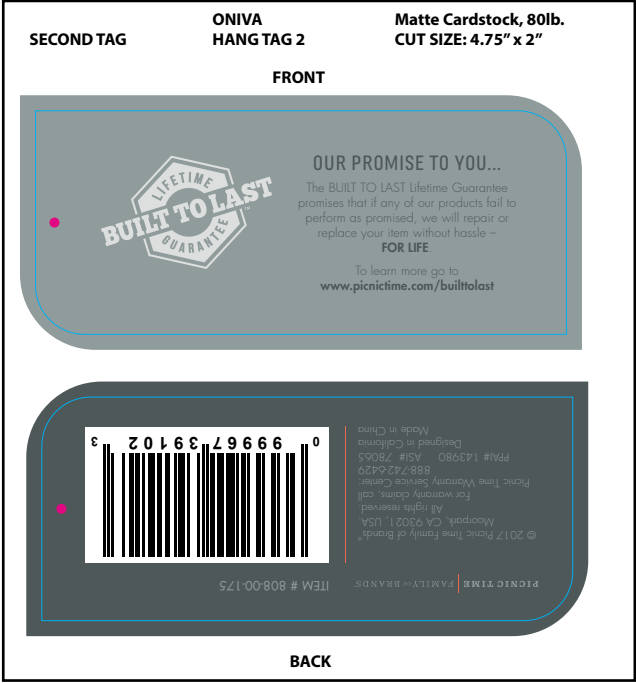 SECOND TAG
ONIVA
HANG TAG 2
Matte Cardstock, 80lb.
CUT SIZE: 4.75” x 2”
FRONT
LIFETIME
BUILT TO LAST™
GUARANTEE
OUR PROMISE TO YOU...
The BUILT TO LAST Lifetime Guarantee
promises that if any of our products fail to
perform as promised, we will repair or
replace your item without hassle –
FOR LIFE.
To learn more go to
www.picnictime.com/builttolast
PICNIC TIME | FAMILY OF BRANDS®
© 2017 Picnic Time Family of Brands®
Moorpark, CA 93021, USA.
All rights reserved.
For warranty claims, call
Picnic Time Warranty Service Center:
888-742-6429
PPAI# 143980 ASI# 78065
Designed in California
Made in China
ITEM # 808-00-175
0 99967 39102 3
BACK